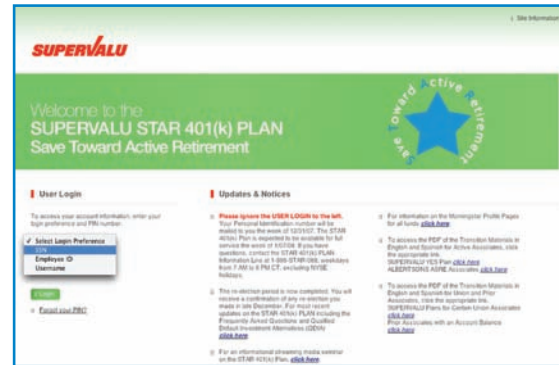 Site Information
SUPERVALU
Save Toward Active Retirement
Welcome to the
SUPERVALU STAR 401(k) PLAN
Save Toward Active Retirement
User Login
To access your account information, enter your
login preference and PIN number.
Select Login Preference
SSN
Employee ID
Username
Login
Forgot your PIN?
Updates & Notices
Please ignore the USER LOGIN to the left.
Your Personal Identification number will be
mailed to you the week of 12/31/07. The STAR
401(k) Plan is expected to be available for full
served the week of 1/07/08. If you have
questions, contact the STAR 401(k) PLAN
Information Line at 1-888-STAR-, weekdays
from 7 AM to 6 PM CT, excluding NYSE
holidays.
The re-election period is now completed. You will
receive a confirmation of any re-election you
made in late December. For most recent
updates on the STAR 401(k) PLAN including the
Frequently Asked Questions and Qualified
Default Investment Alternatives (QDIA)
click here
For an informational streaming media seminar
on the STAR 401(k) Plan, click here.
For information on the Morningstar Profile Pages
for all funds, click here.
To access the PDF of the Transition Materials in
English and Spanish for Active Associates, click
the appropriate link.
SUPERVALU YES Plan click here
ALBERTSONS ASRE Associates click here
To access the PDF of the Transition Materials in
English and Spanish for Union and Prior
Associates, click the appropriate link.
SUPERVALU Plans for Certain Union Associates
click here
Prior Associates with an Account Balance
click here